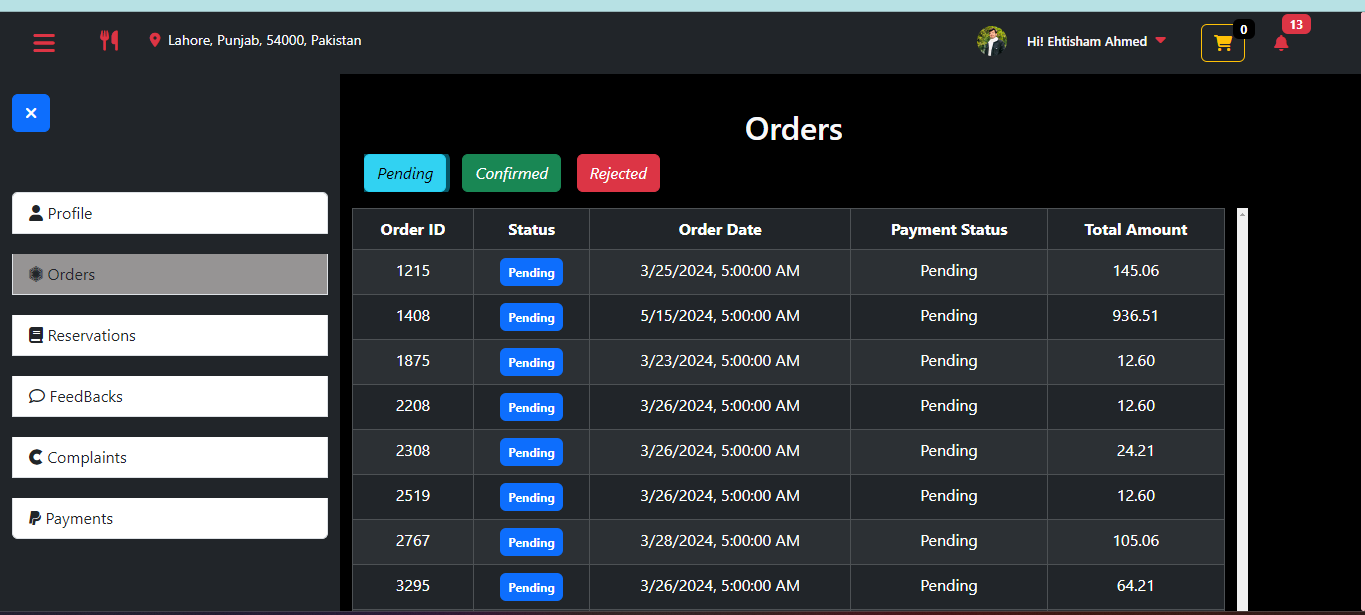 Lahore, Punjab, 54000, Pakistan
Hi! Ehtisham Ahmed
0
13
Profile
Orders
Reservations
FeedBacks
Complaints
Payments
Orders
Pending Confirmed Rejected
Order ID Status Order Date Payment Status Total Amount
1215 Pending 3/25/2024, 5:00:00 AM Pending 145.06
1408 Pending 5/15/2024, 5:00:00 AM Pending 936.51
1875 Pending 3/23/2024, 5:00:00 AM Pending 12.60
2208 Pending 3/26/2024, 5:00:00 AM Pending 12.60
2308 Pending 3/26/2024, 5:00:00 AM Pending 24.21
2519 Pending 3/26/2024, 5:00:00 AM Pending 12.60
2767 Pending 3/28/2024, 5:00:00 AM Pending 105.06
3295 Pending 3/26/2024, 5:00:00 AM Pending 64.21